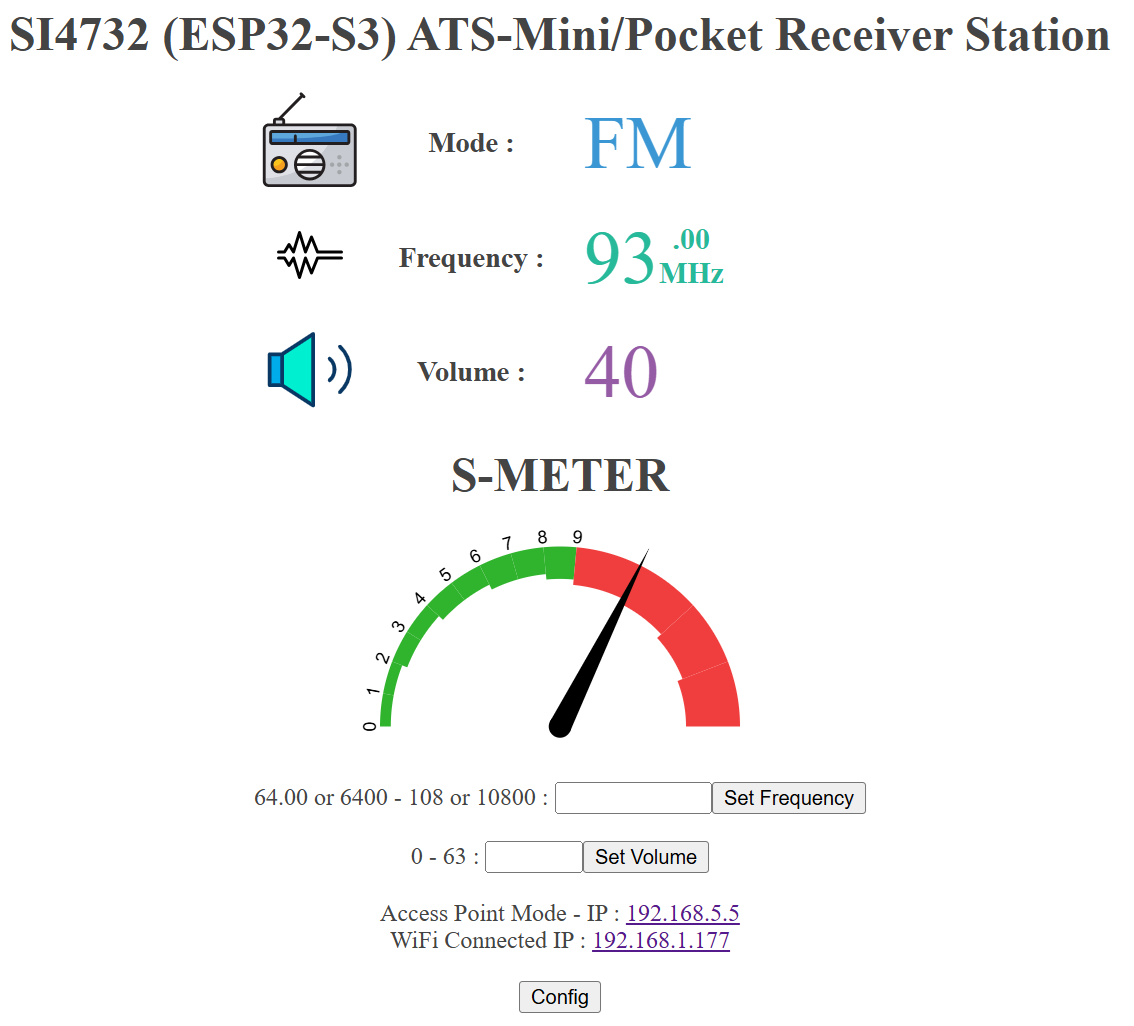 SI4732 (ESP32-S3) ATS-Mini/Pocket Receiver Station
Mode : FM
Frequency : 93 .00 MHz
Volume : 40
S-METER
0 1 2 3 4 5 6 7 8 9
64.00 or 6400 - 108 or 10800 : Set Frequency
0 - 63 : Set Volume
Access Point Mode - IP : 192.168.5.5
WiFi Connected IP : 192.168.1.177
Config